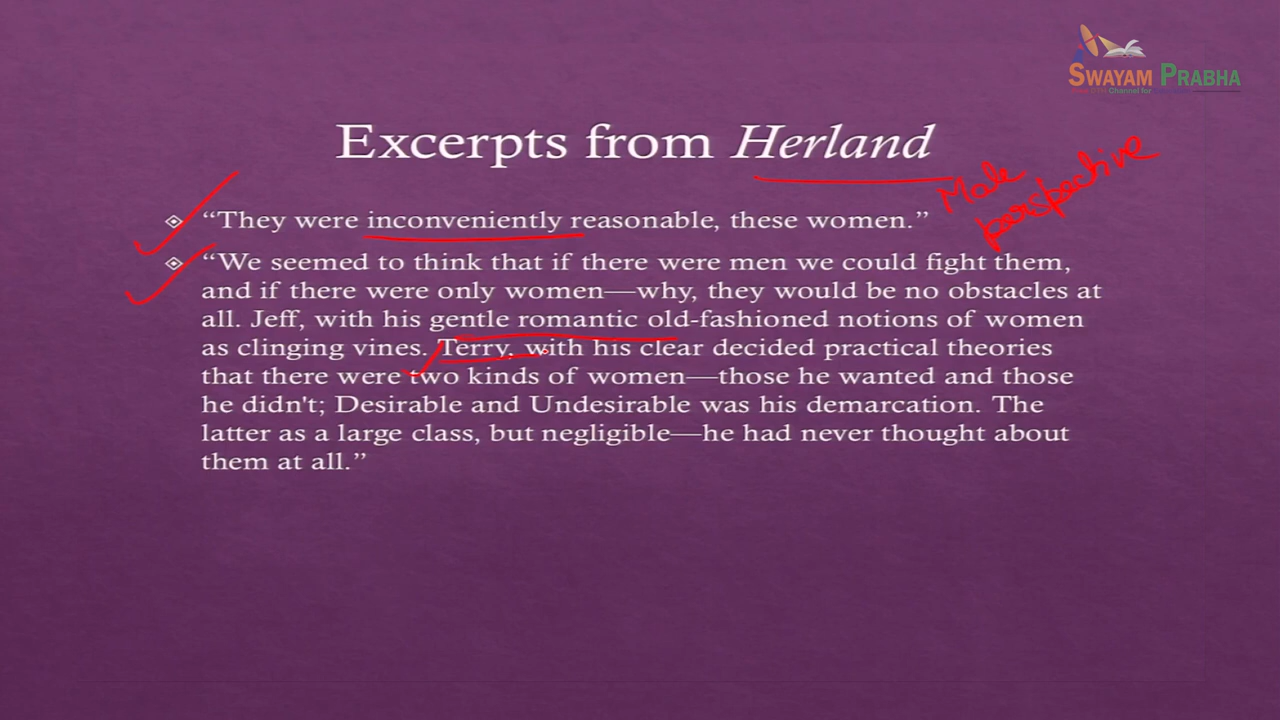 SWAYAM PRABHA
Channel for
Excerpts from Herland
Male
perspective
“They were inconveniently reasonable, these women.”
“We seemed to think that if there were men we could fight them,
and if there were only women—why, they would be no obstacles at
all. Jeff, with his gentle romantic old-fashioned notions of women
as clinging vines. Terry, with his clear decided practical theories
that there were two kinds of women—those he wanted and those
he didn't; Desirable and Undesirable was his demarcation. The
latter as a large class, but negligible—he had never thought about
them at all.”